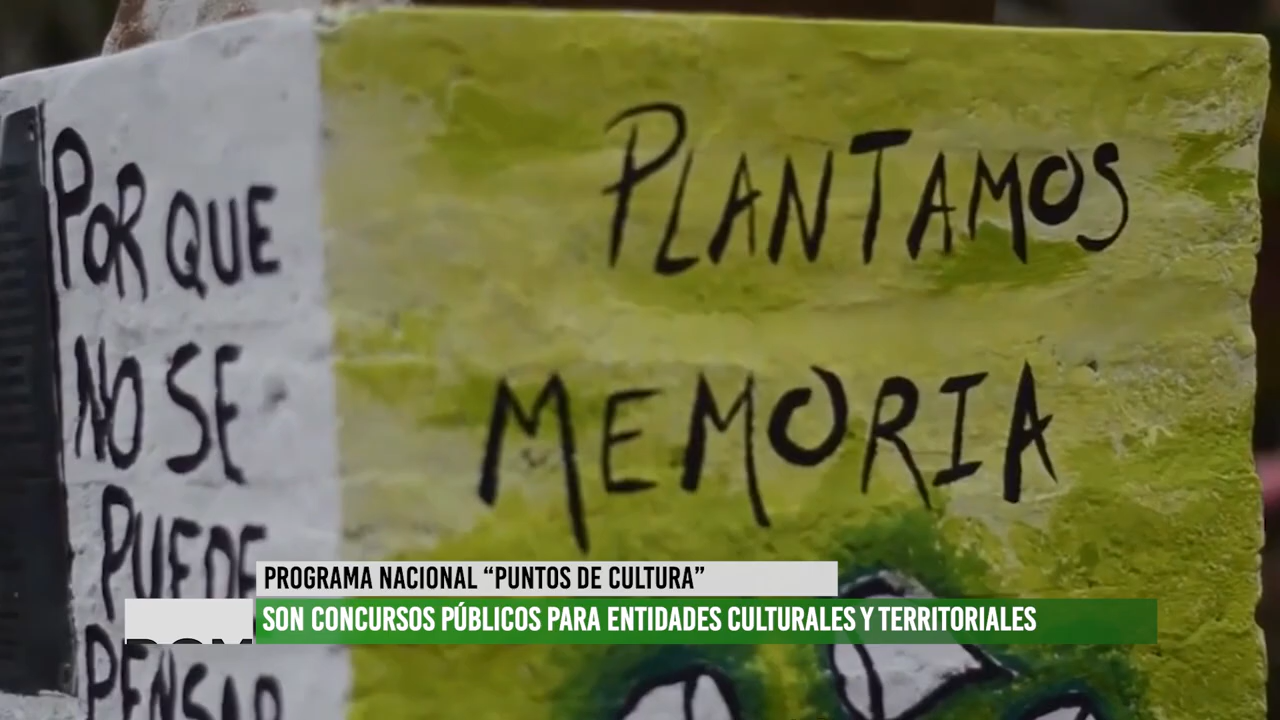 POR QUE
NO SE
PUEDE
PENSAR
PLANTAMOS
MEMORIA
PROGRAMA NACIONAL “PUNTOS DE CULTURA”
SON CONCURSOS PÚBLICOS PARA ENTIDADES CULTURALES Y TERRITORIALES